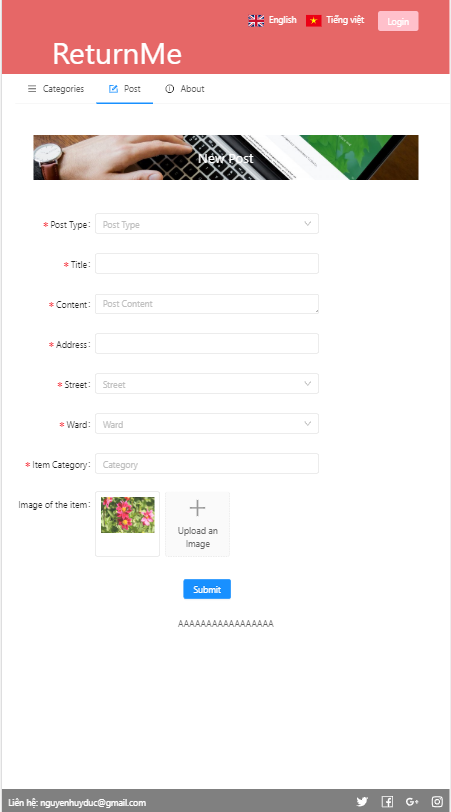 English Tiếng việt Login
ReturnMe
Categories Post About
New Post
* Post Type: Post Type
* Title:
* Content: Post Content
* Address:
* Street: Street
* Ward: Ward
* Item Category: Category
Image of the item:
Upload an
Image
Submit
AAAAAAAAAAAAAAAAA
Liên hệ: nguyenhuyduc@gmail.com